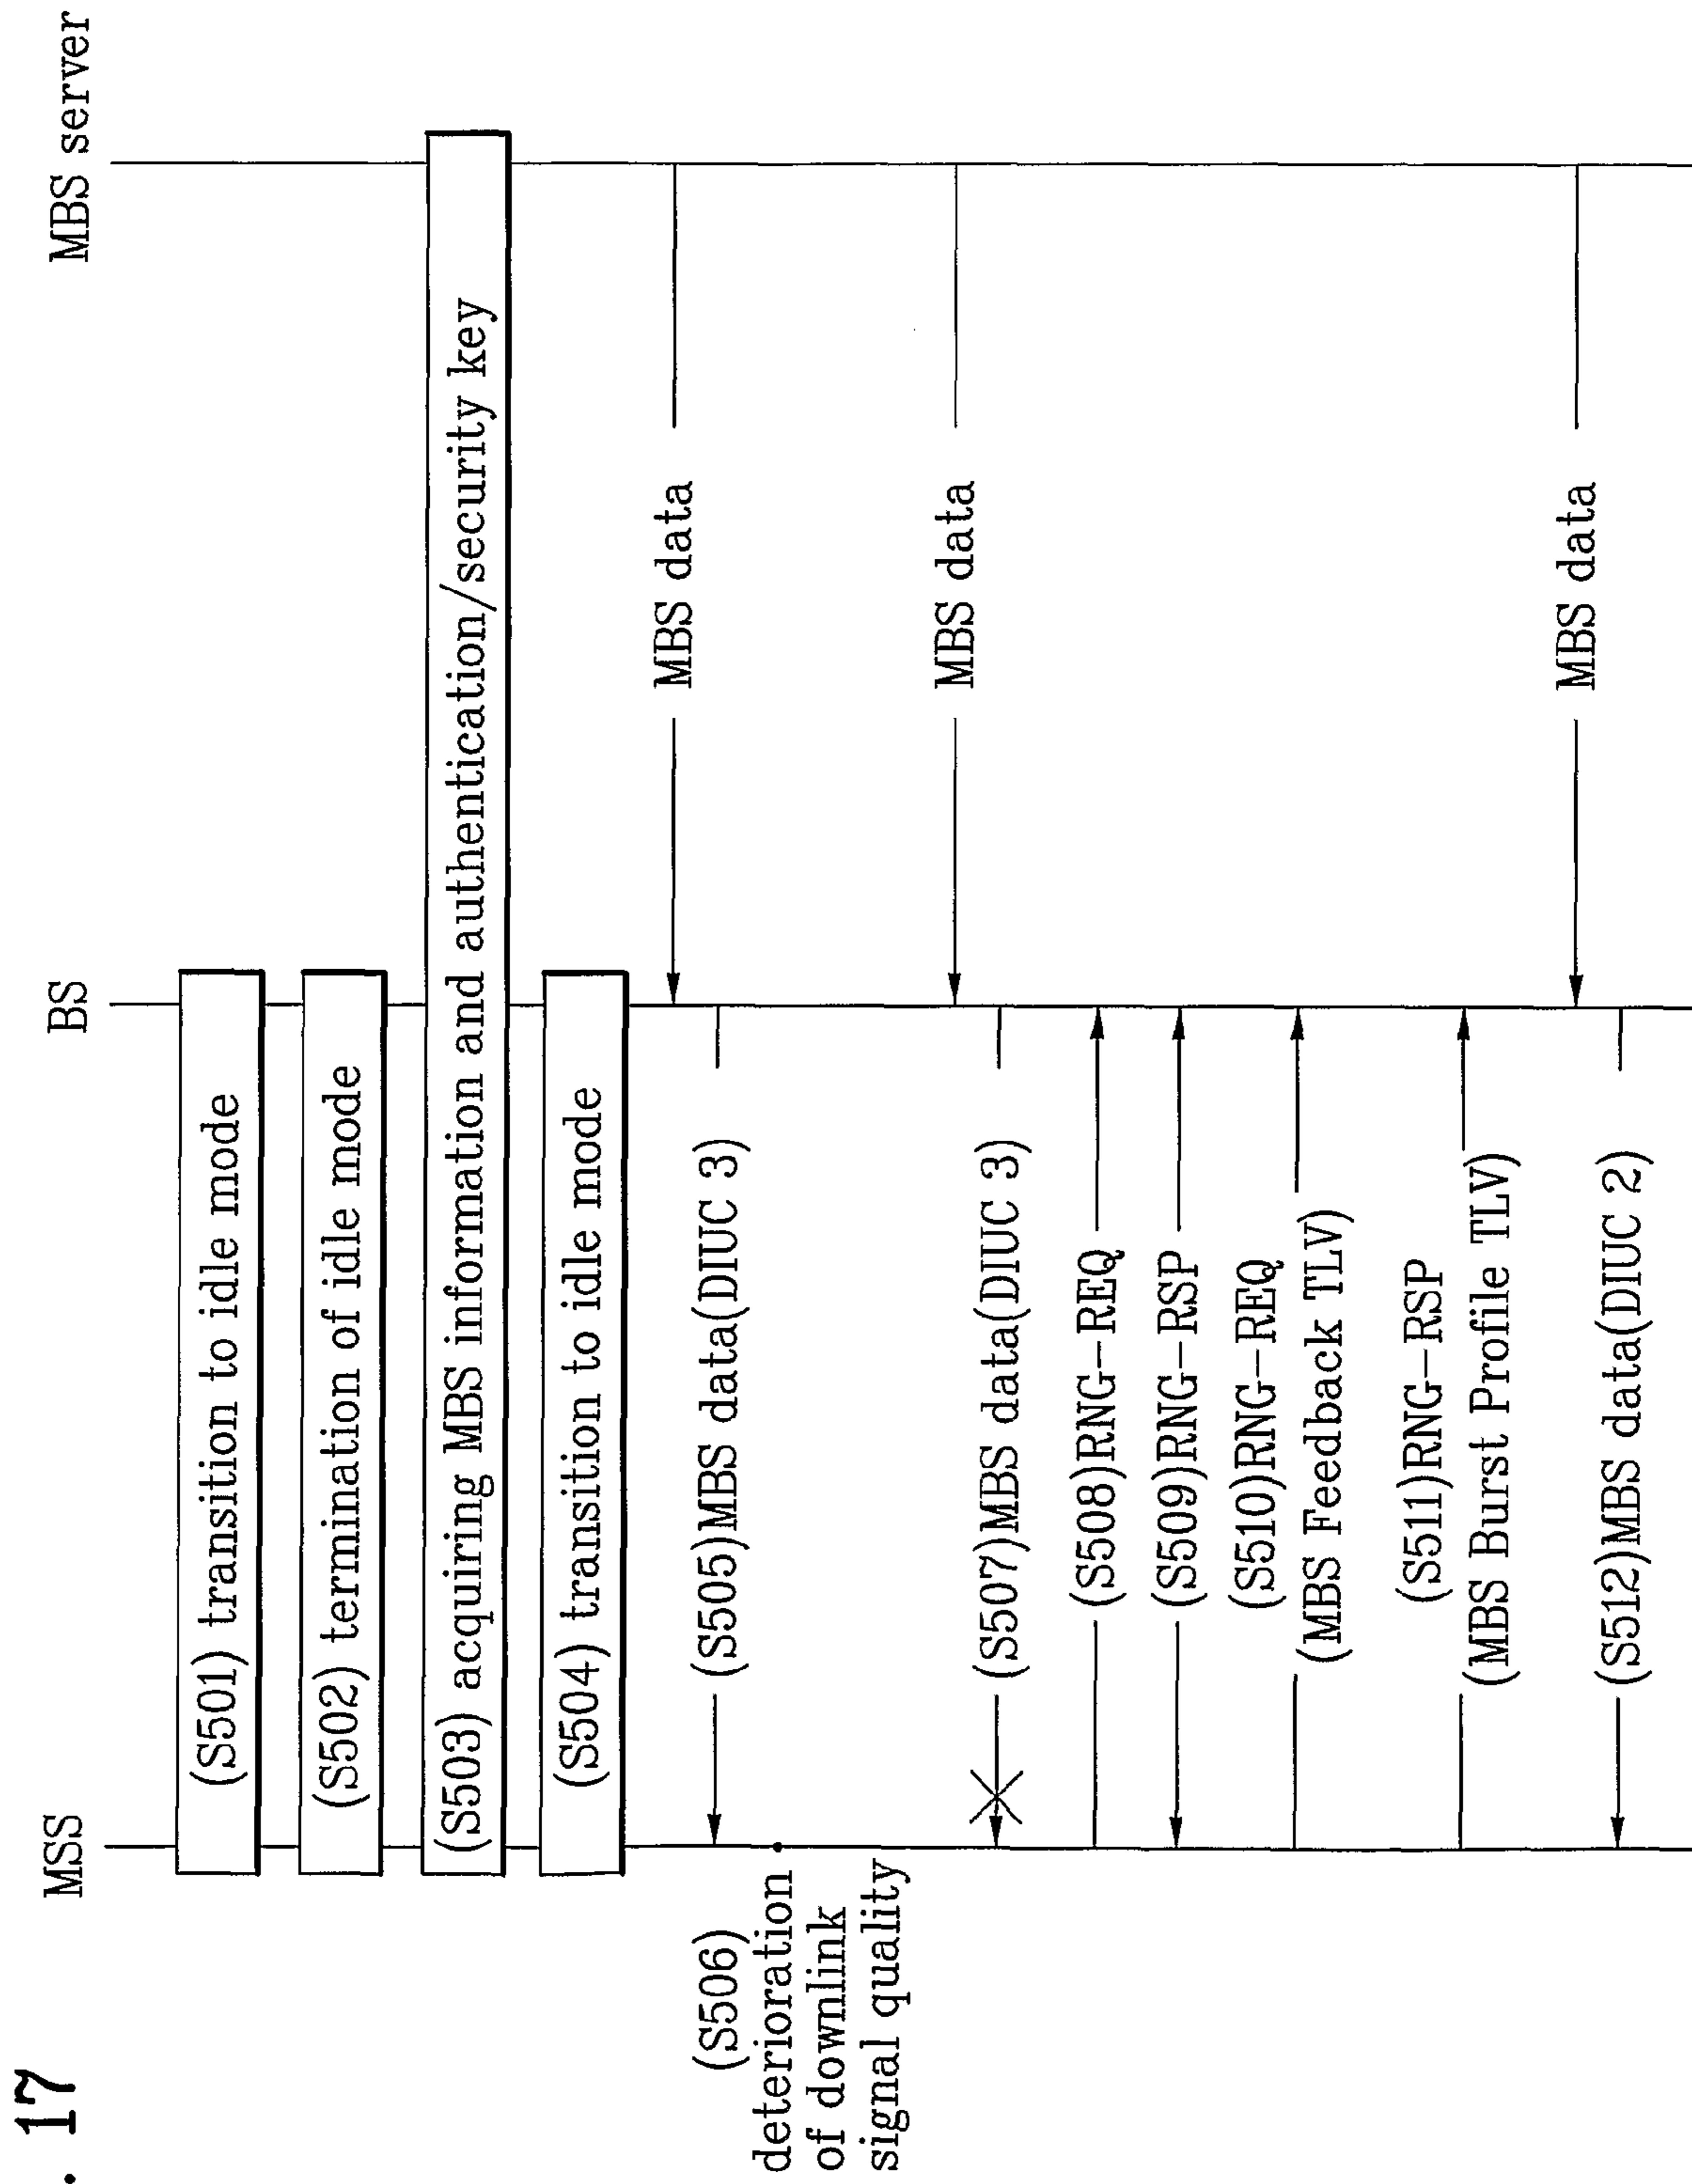 . 17
MSS
BS
MBS server
(S501) transition to idle mode
(S502) termination of idle mode
(S503) acquiring MBS information and authentication/security key
(S504) transition to idle mode
MBS data
(S505)MBS data(DIUC 3)
(S506)
deterioration
of downlink
signal quality
MBS data
(S507)MBS data(DIUC 3)
(S508)RNG-REQ
(S509)RNG-RSP
(S510)RNG-REQ
(MBS Feedback TLV)
(S511)RNG-RSP
(MBS Burst Profile TLV)
MBS data
(S512)MBS data(DIUC 2)